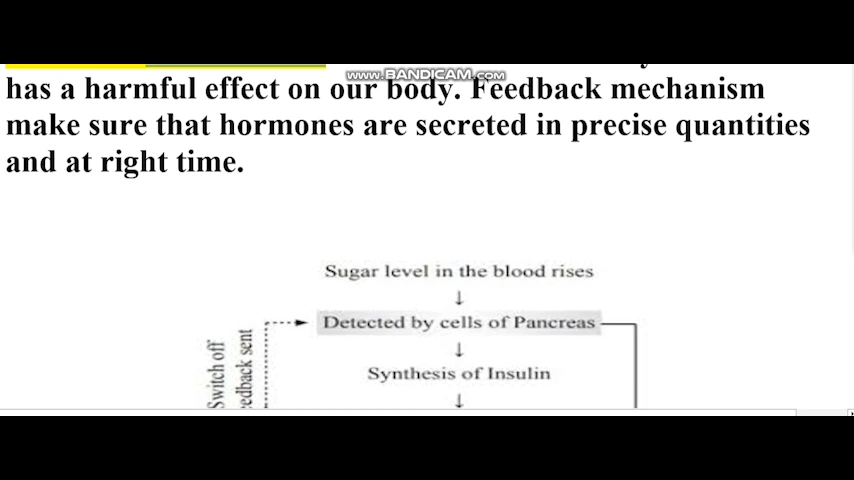 www.BANDICAM.com
has a harmful effect on our body. Feedback mechanism
make sure that hormones are secreted in precise quantities
and at right time.
Sugar level in the blood rises
↓
Detected by cells of Pancreas
↓
Synthesis of Insulin
↓
Switch off
edback sent